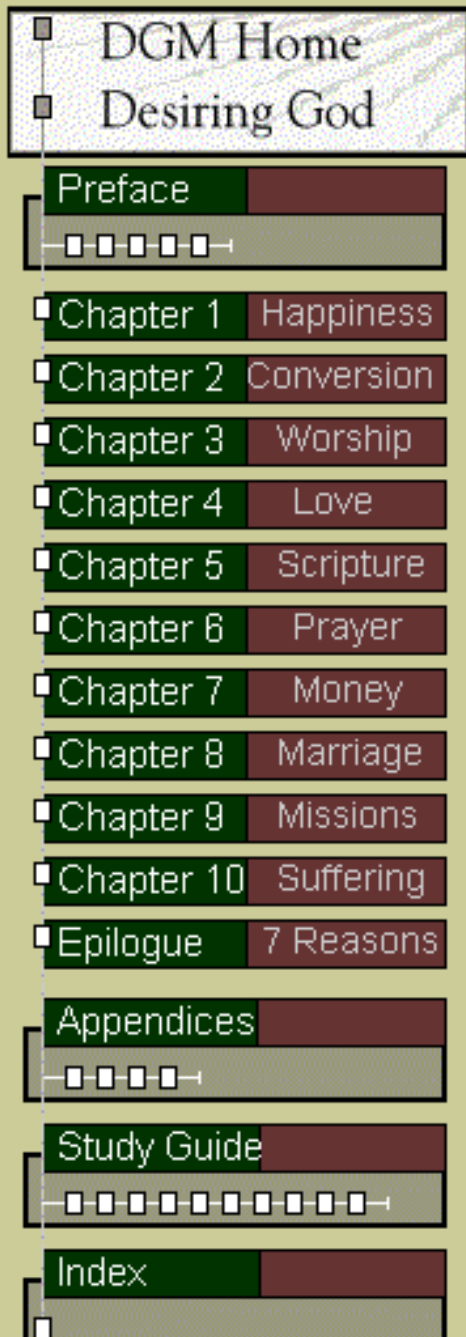 DGM Home
Desiring God
Preface
Chapter 1 Happiness
Chapter 2 Conversion
Chapter 3 Worship
Chapter 4 Love
Chapter 5 Scripture
Chapter 6 Prayer
Chapter 7 Money
Chapter 8 Marriage
Chapter 9 Missions
Chapter 10 Suffering
Epilogue 7 Reasons
Appendices
Study Guide
Index